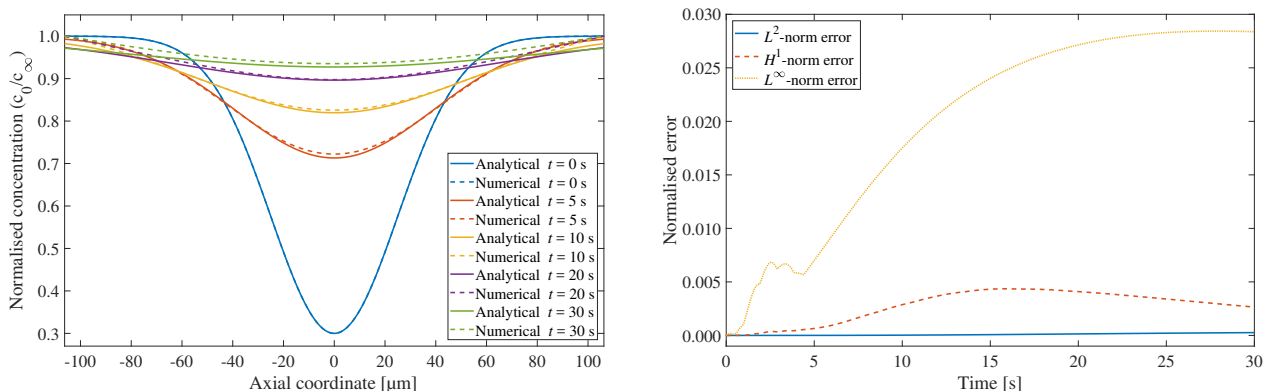 Normalised concentration (c0/c∞)
1.0
0.9
0.8
0.7
0.6
0.5
0.4
0.3
Analytical t = 0 s
Numerical t = 0 s
Analytical t = 5 s
Numerical t = 5 s
Analytical t = 10 s
Numerical t = 10 s
Analytical t = 20 s
Numerical t = 20 s
Analytical t = 30 s
Numerical t = 30 s
-100 -80 -60 -40 -20 0 20 40 60 80 100
Axial coordinate [μm]
Normalised error
0.030
0.025
0.020
0.015
0.010
0.005
0.000
L²-norm error
H¹-norm error
L∞-norm error
0 5 10 15 20 25 30
Time [s]